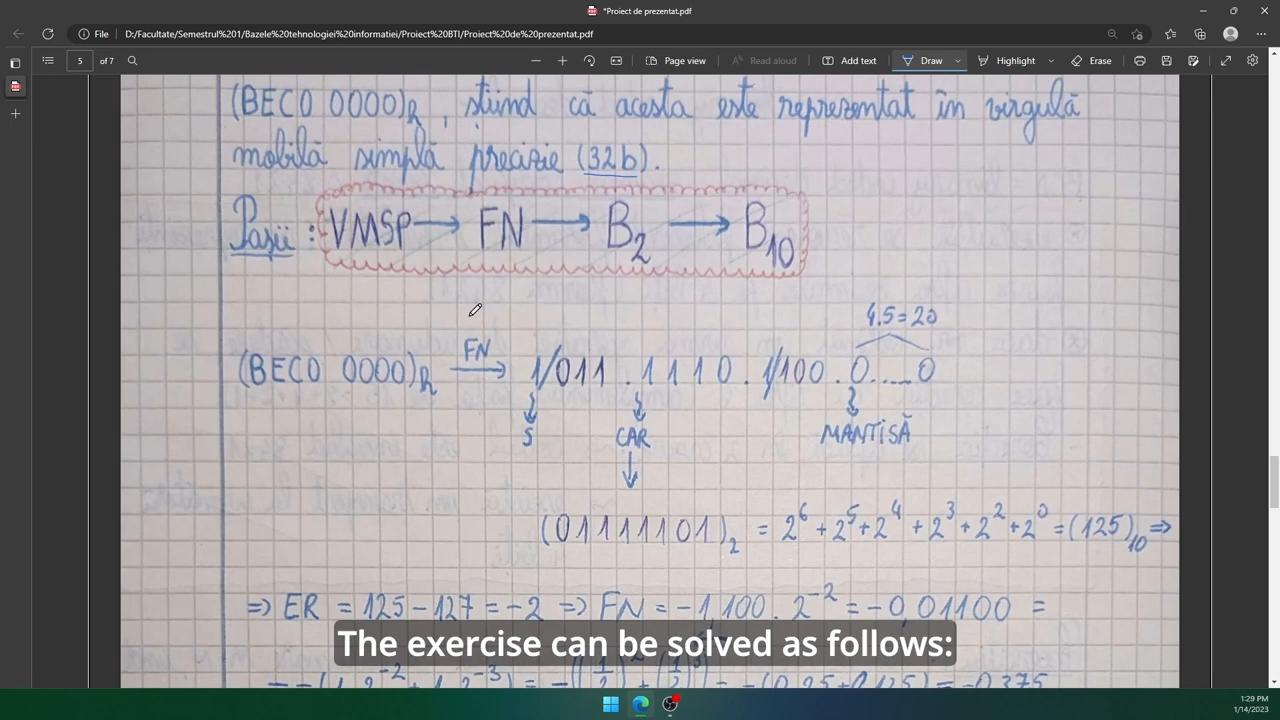 *Proiect de prezentat.pdf
File D:/Facultate/Semestrul%201/Bazele%20tehnologiei%20informatiei/Proiect%20BTI/Proiect%20de%20prezentat.pdf
5 of 7 Page view Read aloud Add text Draw Highlight Erase
(BEC0 0000)h, știind că acesta este reprezentat în virgulă
mobilă simplă precizie (32b).
Pașii: VMSP → FN → B2 → B10
4.5=20
(BEC0 0000)h FN→ 1/011.1110.1/100.0.....0
S CAR MANTISĂ
(01111101)2 = 2^6+2^5+2^4+2^3+2^2+2^0=(125)10 ⇒
⇒ ER = 125-127 = -2 ⇒ FN = -1,100.2^-2 = -0,01100 =
The exercise can be solved as follows:
1:29 PM
1/14/2023